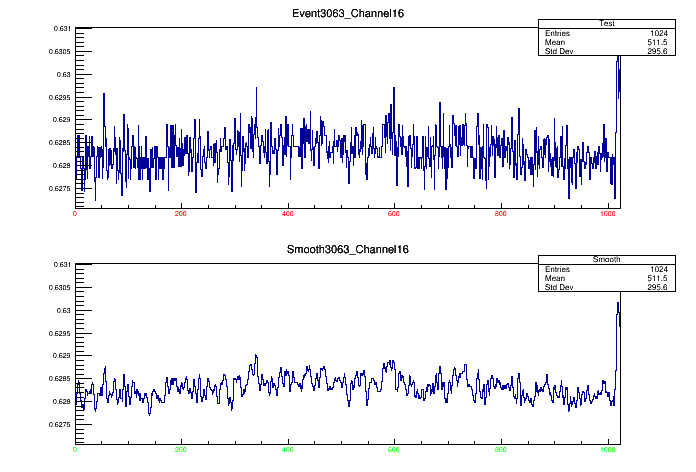 Event3063_Channel16
Test
Entries 1024
Mean 511.5
Std Dev 295.6
0.631
0.6305
0.63
0.6295
0.629
0.6285
0.628
0.6275
0 200 400 600 800 1000
Smooth3063_Channel16
Smooth
Entries 1024
Mean 511.5
Std Dev 295.6
0.631
0.6305
0.63
0.6295
0.629
0.6285
0.628
0.6275
0 200 400 600 800 1000